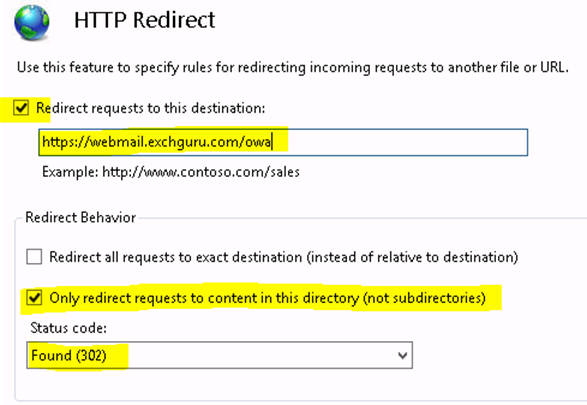 HTTP Redirect
Use this feature to specify rules for redirecting incoming requests to another file or URL.
Redirect requests to this destination:
https://webmail.exchguru.com/owa
Example: http://www.contoso.com/sales
Redirect Behavior
Redirect all requests to exact destination (instead of relative to destination)
Only redirect requests to content in this directory (not subdirectories)
Status code:
Found (302)